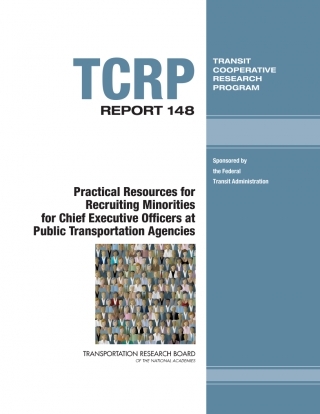 TCRP
REPORT 148
TRANSIT
COOPERATIVE
RESEARCH
PROGRAM
Sponsored by
the Federal
Transit Administration
Practical Resources for
Recruiting Minorities
for Chief Executive Officers at
Public Transportation Agencies
TRANSPORTATION RESEARCH BOARD
OF THE NATIONAL ACADEMIES